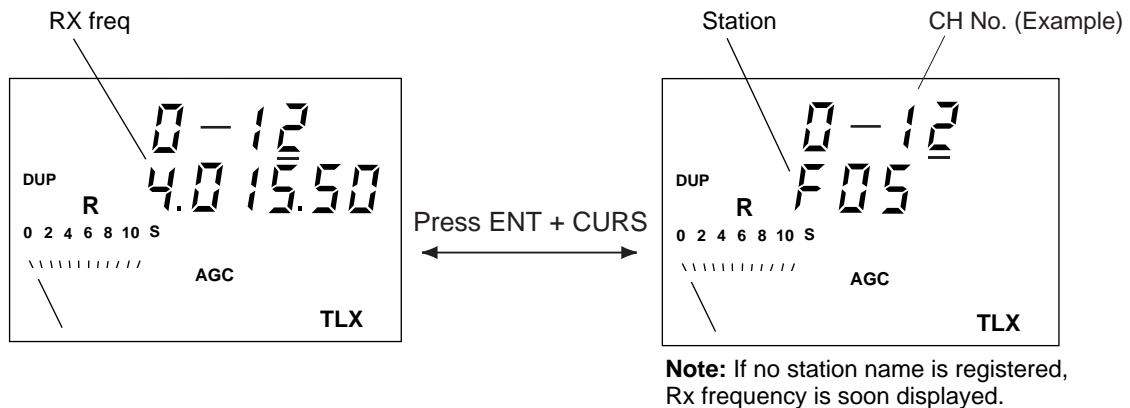 RX freq
0-12
4.015.50
DUP
R
0 2 4 6 8 10 S
AGC
TLX
Press ENT + CURS
Station
CH No. (Example)
0-12
F05
DUP
R
0 2 4 6 8 10 S
AGC
TLX
Note: If no station name is registered,
Rx frequency is soon displayed.